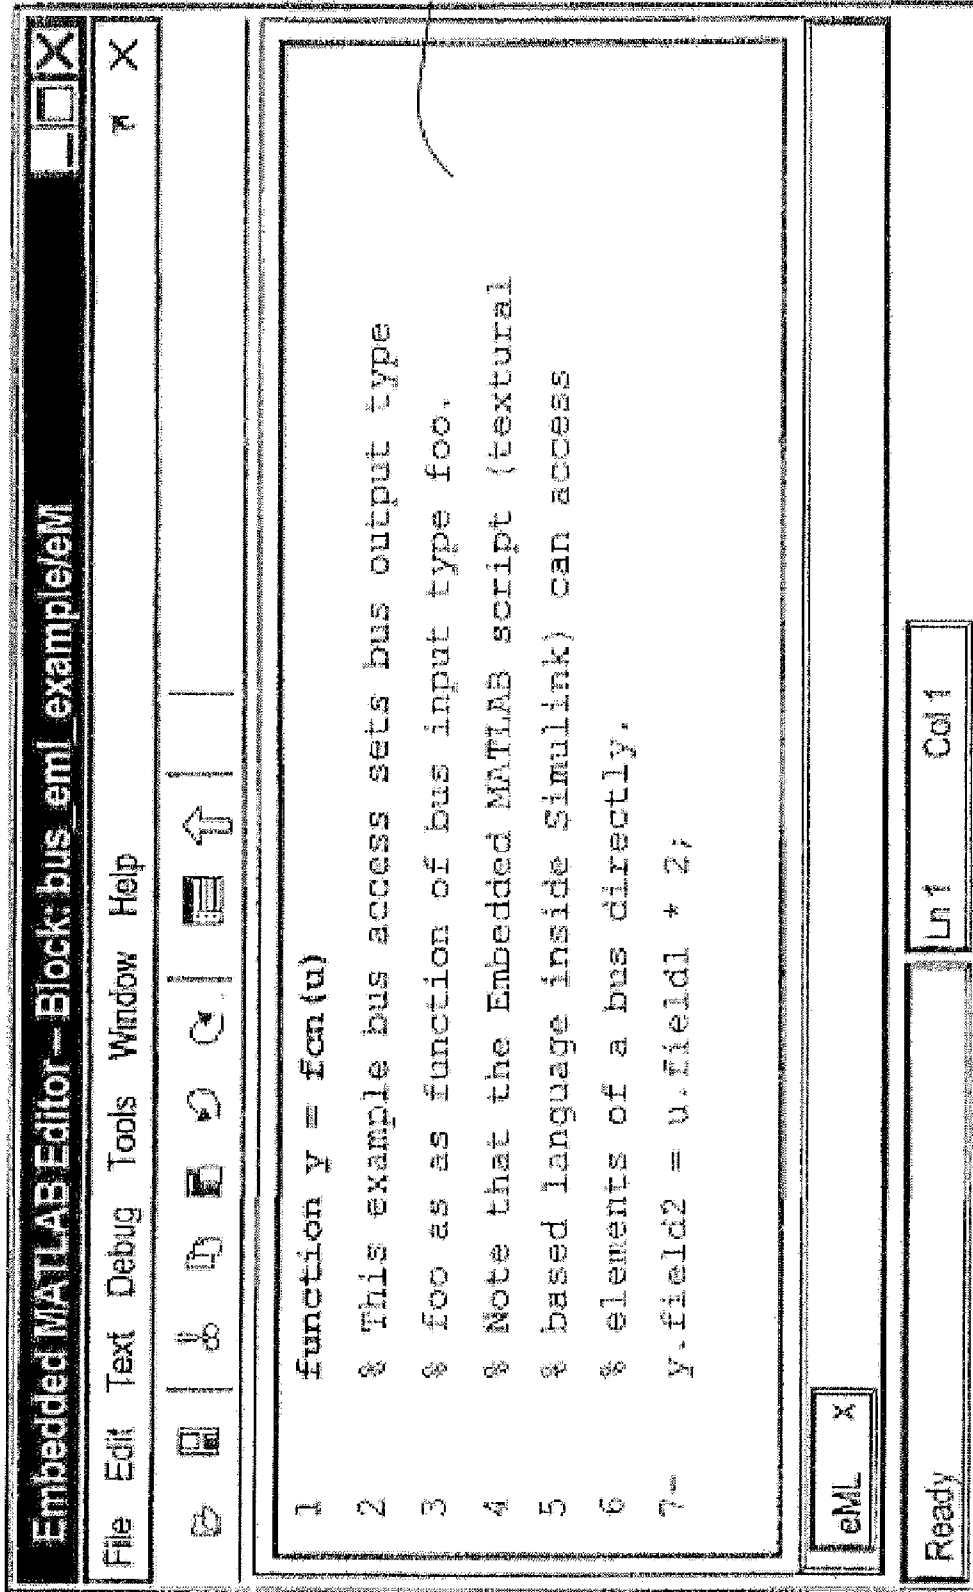 Embedded MATLAB Editor—Block: bus_eml_example/eM
File Edit Text Debug Tools Window Help
1 function y = fcn(u)
2 % This example bus access sets bus output type
3 % foo as as function of bus input type foo.
4 % Note that the Embedded MATLAB script (textural
5 % based language inside Simulink) can access
6 % elements of a bus directly.
7- y.field2 = u.field1 * 2;
eML X
Ready Ln 1 Col 1